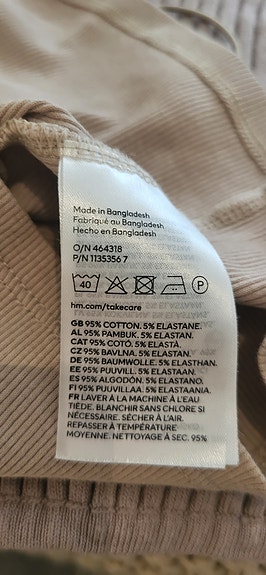 Made in Bangladesh
Fabriqué au Bangladesh
Hecho en Bangladesh
O/N 464318
P/N 1135356 7
40 P
hm.com/takecare
GB 95% COTTON. 5% ELASTANE.
AL 95% PAMBUK. 5% ELASTAN.
CAT 95% COTÓ. 5% ELASTÀ.
CZ 95% BAVLNA. 5% ELASTAN.
DE 95% BAUMWOLLE. 5% ELASTHAN.
EE 95% PUUVILL. 5% ELASTAAN.
ES 95% ALGODÓN. 5% ELASTANO.
FI 95% PUUVILLAA. 5% ELASTAANIA.
FR LAVER À LA MACHINE À L'EAU
TIÈDE. BLANCHIR SANS CHLORE SI
NÉCESSAIRE. SÉCHER À L'AIR.
REPASSER À TEMPÉRATURE
MOYENNE. NETTOYAGE À SEC. 95%